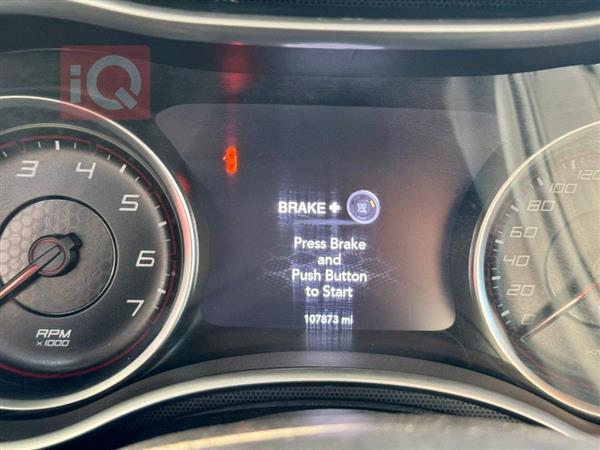 iQ
BRAKE +
Press Brake
and
Push Button
to Start
107873 mi
3 4 5 6 7
RPM
x1000
0 20 40 60 80 100 120